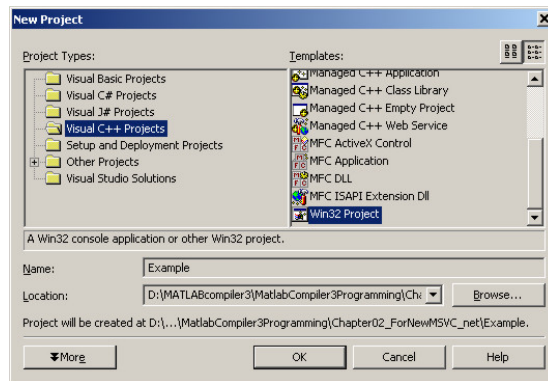 New Project
Project Types:
Visual Basic Projects
Visual C# Projects
Visual J# Projects
Visual C++ Projects
Setup and Deployment Projects
Other Projects
Visual Studio Solutions
Templates:
Managed C++ Application
Managed C++ Class Library
Managed C++ Empty Project
Managed C++ Web Service
MFC ActiveX Control
MFC Application
MFC DLL
MFC ISAPI Extension Dll
Win32 Project
A Win32 console application or other Win32 project.
Name: Example
Location: D:\MATLABcompiler3\MatlabCompiler3Programming\Cha Browse...
Project will be created at D:\...\MatlabCompiler3Programming\Chapter02_ForNewMSVC_net\Example.
More OK Cancel Help